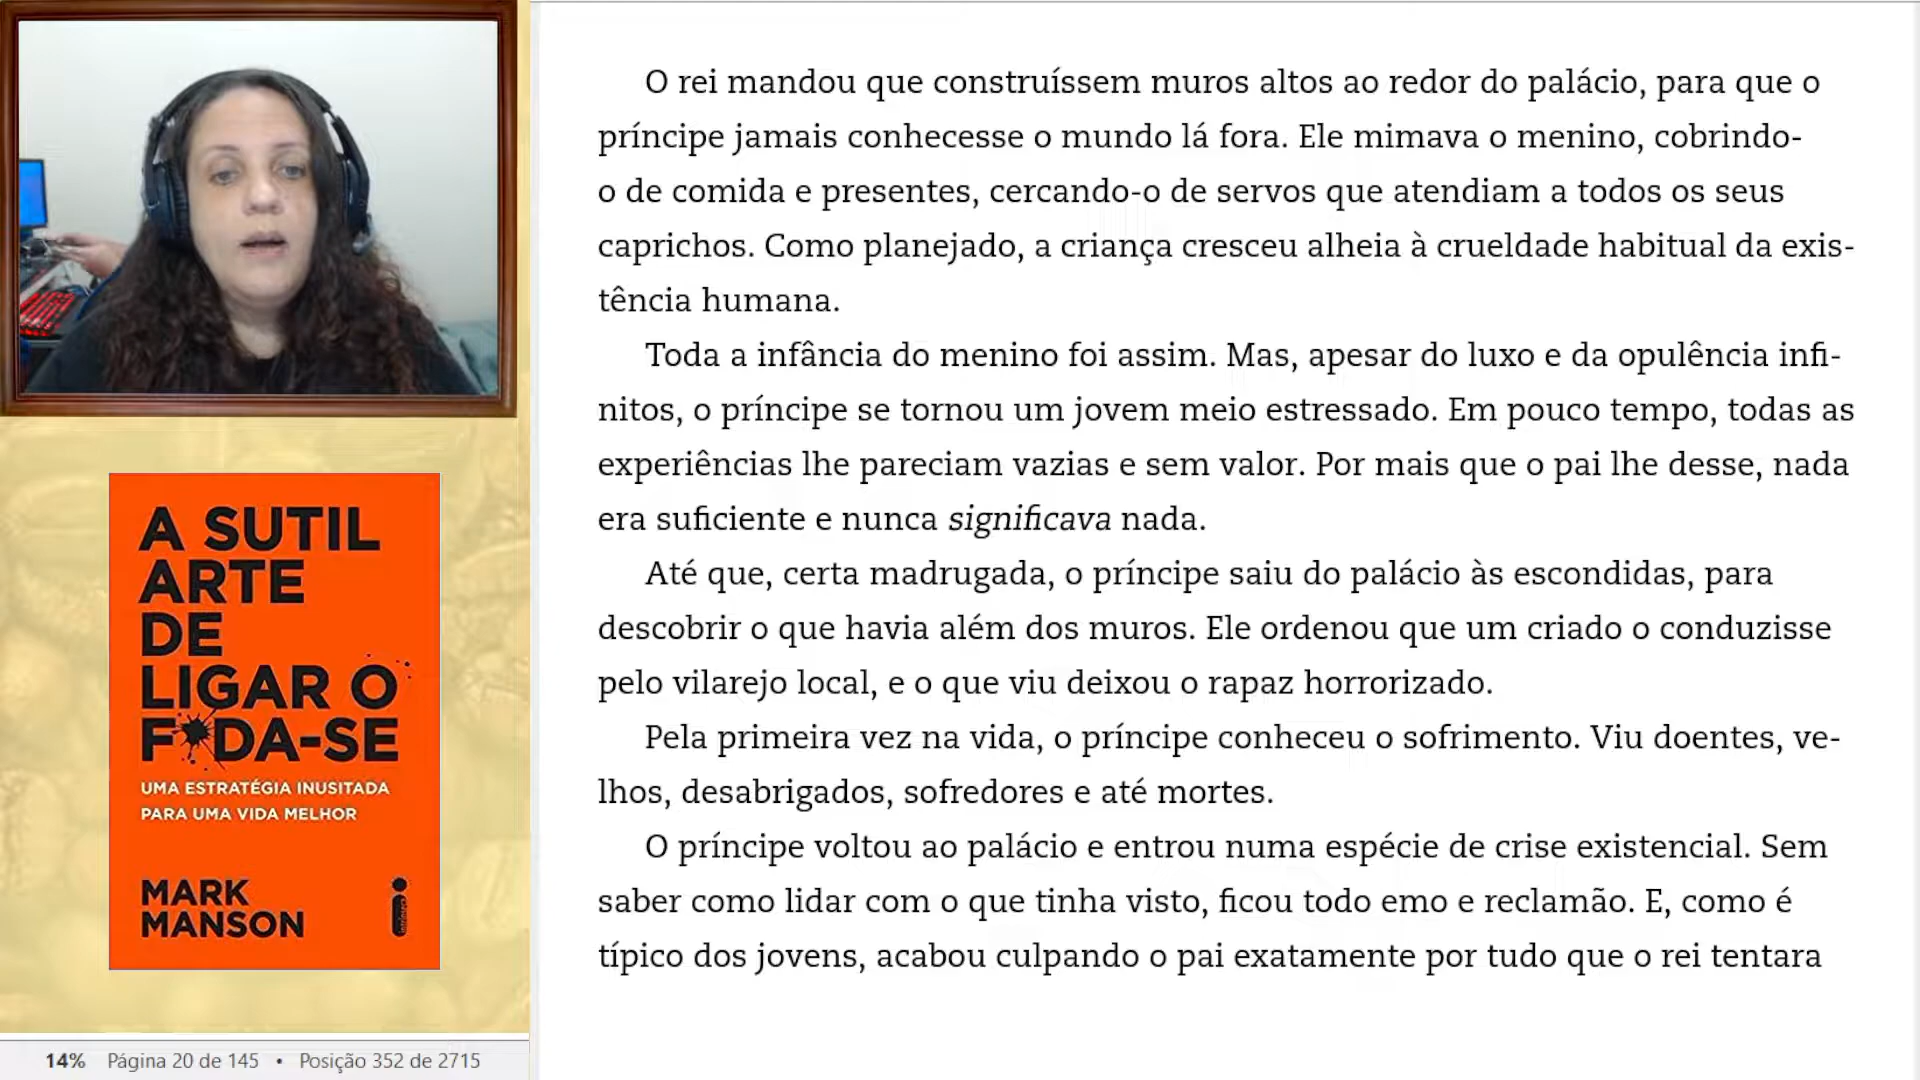 O rei mandou que construíssem muros altos ao redor do palácio, para que o
príncipe jamais conhecesse o mundo lá fora. Ele mimava o menino, cobrindo-
o de comida e presentes, cercando-o de servos que atendiam a todos os seus
caprichos. Como planejado, a criança cresceu alheia à crueldade habitual da exis-
tência humana.
Toda a infância do menino foi assim. Mas, apesar do luxo e da opulência infi-
nitos, o príncipe se tornou um jovem meio estressado. Em pouco tempo, todas as
experiências lhe pareciam vazias e sem valor. Por mais que o pai lhe desse, nada
era suficiente e nunca significava nada.
Até que, certa madrugada, o príncipe saiu do palácio às escondidas, para
descobrir o que havia além dos muros. Ele ordenou que um criado o conduzisse
pelo vilarejo local, e o que viu deixou o rapaz horrorizado.
Pela primeira vez na vida, o príncipe conheceu o sofrimento. Viu doentes, ve-
lhos, desabrigados, sofredores e até mortes.
O príncipe voltou ao palácio e entrou numa espécie de crise existencial. Sem
saber como lidar com o que tinha visto, ficou todo emo e reclamão. E, como é
típico dos jovens, acabou culpando o pai exatamente por tudo que o rei tentara
A SUTIL
ARTE
DE
LIGAR O
F*DA-SE
UMA ESTRATÉGIA INUSITADA
PARA UMA VIDA MELHOR
MARK
MANSON
14% Página 20 de 145 • Posição 352 de 2715